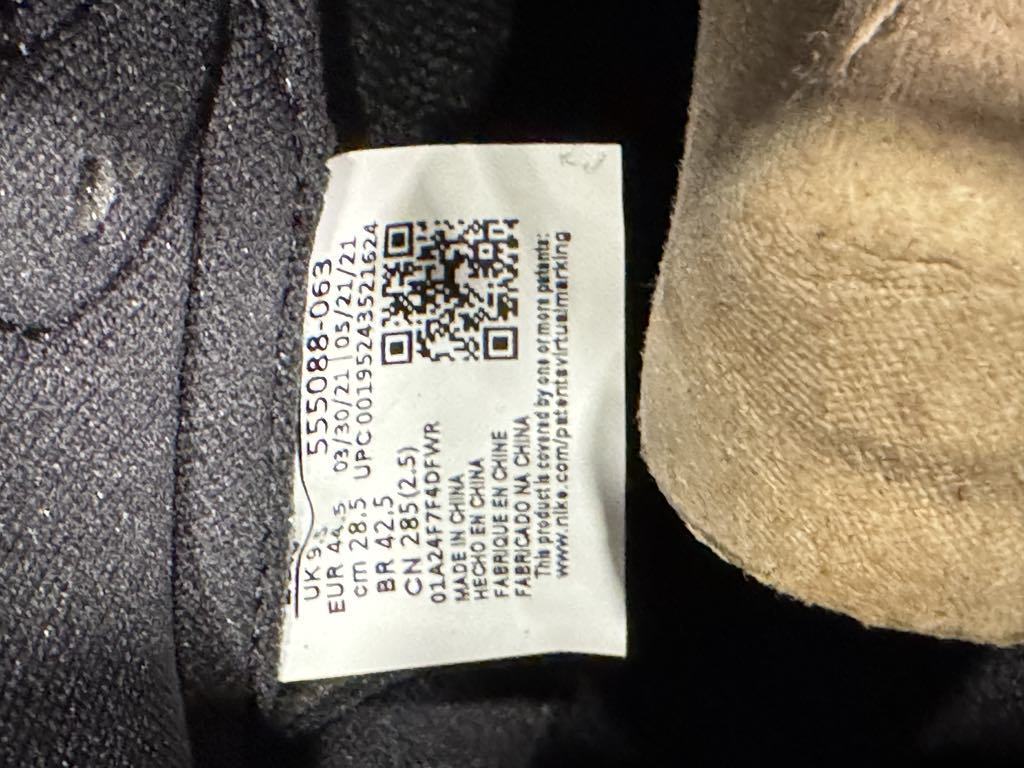 UK 9.5
EUR 44.5
cm 28.5
BR 42.5
CN 285(2.5)
555088-063
03/30/21 | 05/21/21
UPC00195243521624
01A24F7F4DFWR
MADE IN CHINA
HECHO EN CHINA
FABRIQUE EN CHINE
FABRICADO NA CHINA
This product is covered by one or more patents:
www.nike.com/patentsvirtualmarking